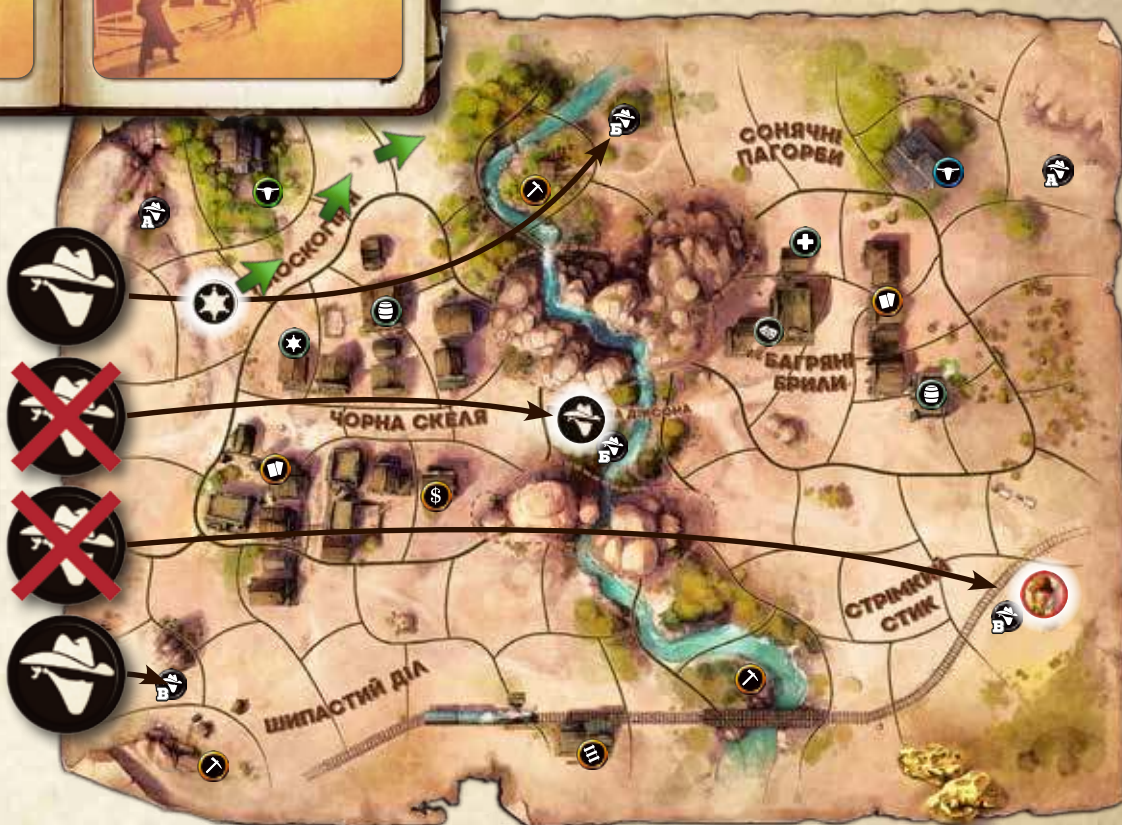 Б
СОНЯЧНІ
ПАГОРБИ
А
А
БАГРЯНІ
БРИЛИ
ЧОРНА СКЕЛЯ
Б
$
СТРІМКИЙ
СТИК
В
В
ШИПАСТИЙ ДІЛ